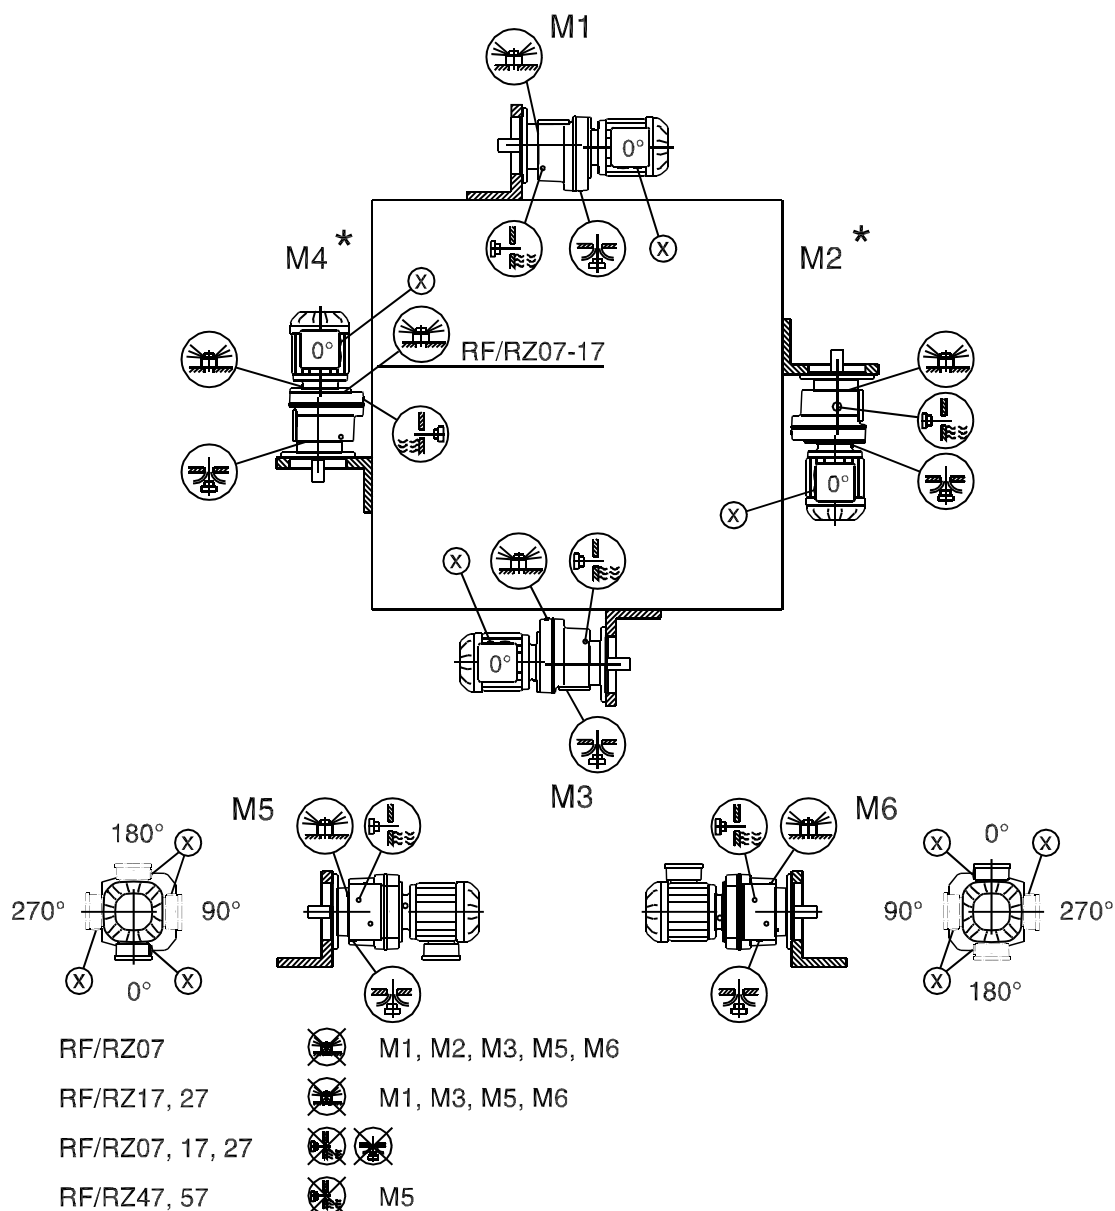 M1
0°
X
M4 *
M2 *
X
RF/RZ07-17
0°
0°
X
X
0°
M3
M5
M6
180°
X
270°
90°
X
0°
X
X
0°
X
90°
270°
X
180°
RF/RZ07 M1, M2, M3, M5, M6
RF/RZ17, 27 M1, M3, M5, M6
RF/RZ07, 17, 27
RF/RZ47, 57 M5